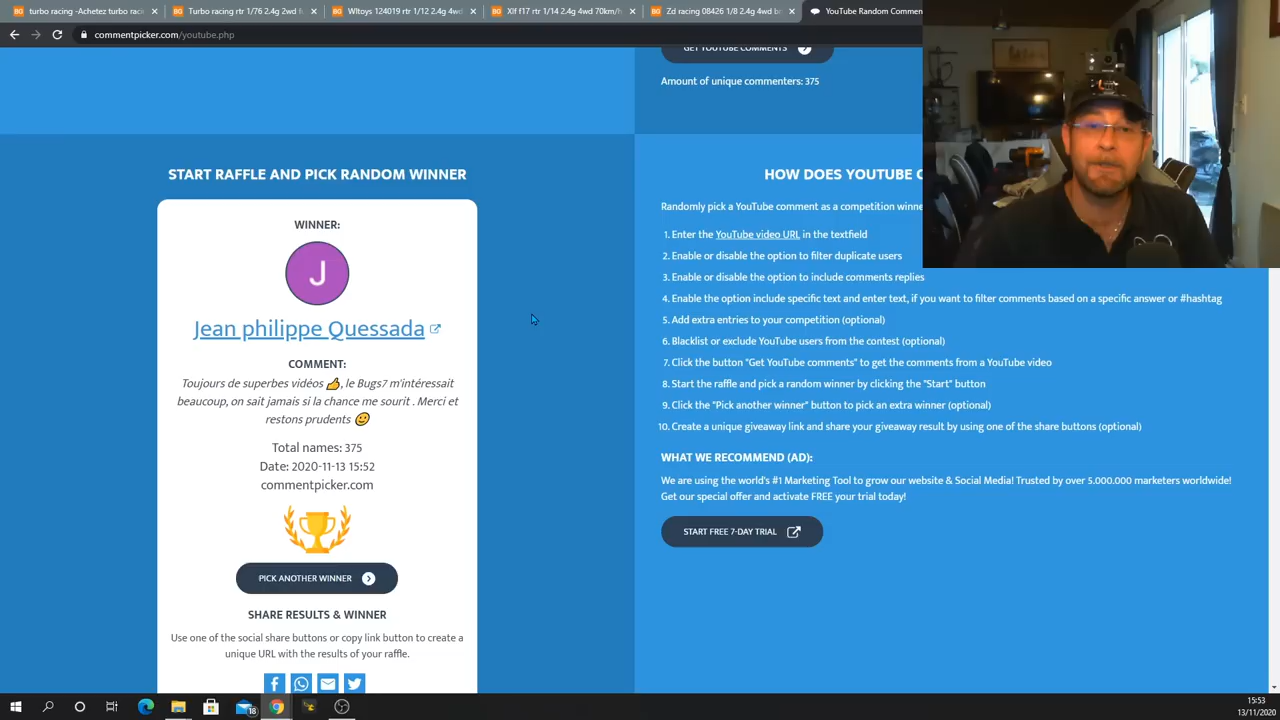 turbo racing -Achetez turbo raci
Turbo racing rtr 1/76 2.4g 2wd fu
Wltoys 124019 rtr 1/12 2.4g 4wd
Xlf f17 rtr 1/14 2.4g 4wd 70km/h
Zd racing 08426 1/8 2.4g 4wd br
YouTube Random Commen
commentpicker.com/youtube.php
GET YOUTUBE COMMENTS
Amount of unique commenters: 375
START RAFFLE AND PICK RANDOM WINNER
WINNER:
J
Jean philippe Quessada
COMMENT:
Toujours de superbes vidéos 👍, le Bugs7 m'intéressait
beaucoup, on sait jamais si la chance me sourit . Merci et
restons prudents 🙂
Total names: 375
Date: 2020-11-13 15:52
commentpicker.com
PICK ANOTHER WINNER
SHARE RESULTS & WINNER
Use one of the social share buttons or copy link button to create a
unique URL with the results of your raffle.
HOW DOES YOUTUBE C
Randomly pick a YouTube comment as a competition winne
1. Enter the YouTube video URL in the textfield
2. Enable or disable the option to filter duplicate users
3. Enable or disable the option to include comments replies
4. Enable the option include specific text and enter text, if you want to filter comments based on a specific answer or #hashtag
5. Add extra entries to your competition (optional)
6. Blacklist or exclude YouTube users from the contest (optional)
7. Click the button "Get YouTube comments" to get the comments from a YouTube video
8. Start the raffle and pick a random winner by clicking the "Start" button
9. Click the "Pick another winner" button to pick an extra winner (optional)
10. Create a unique giveaway link and share your giveaway result by using one of the share buttons (optional)
WHAT WE RECOMMEND (AD):
We are using the world's #1 Marketing Tool to grow our website & Social Media! Trusted by over 5.000.000 marketers worldwide!
Get our special offer and activate FREE your trial today!
START FREE 7-DAY TRIAL
18
15:53
13/11/2020